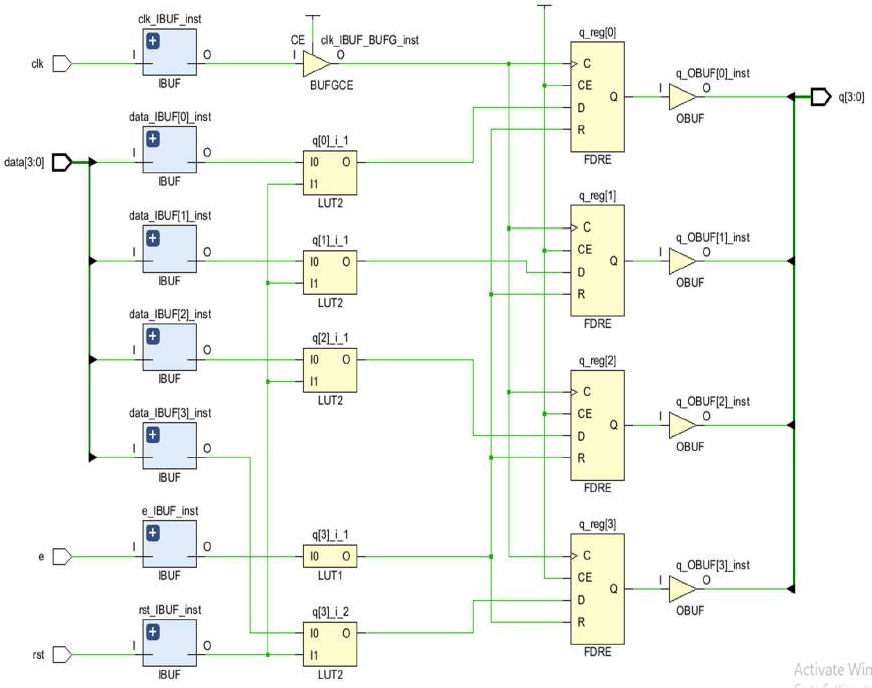 clk
clk_IBUF_inst
I
O
IBUF
CE
clk_IBUF_BUFG_inst
I
O
BUFGCE
data[3:0]
data_IBUF[0]_inst
I
O
IBUF
data_IBUF[1]_inst
I
O
IBUF
data_IBUF[2]_inst
I
O
IBUF
data_IBUF[3]_inst
I
O
IBUF
e
e_IBUF_inst
I
O
IBUF
rst
rst_IBUF_inst
I
O
IBUF
q[0]_i_1
I0 O
I1
LUT2
q[1]_i_1
I0 O
I1
LUT2
q[2]_i_1
I0 O
I1
LUT2
q[3]_i_1
I0 O
LUT1
q[3]_i_2
I0 O
I1
LUT2
q_reg[0]
C
CE
Q
D
R
FDRE
q_reg[1]
C
CE
Q
D
R
FDRE
q_reg[2]
C
CE
Q
D
R
FDRE
q_reg[3]
C
CE
Q
D
R
FDRE
q_OBUF[0]_inst
I
O
OBUF
q_OBUF[1]_inst
I
O
OBUF
q_OBUF[2]_inst
I
O
OBUF
q_OBUF[3]_inst
I
O
OBUF
q[3:0]
Activate Win